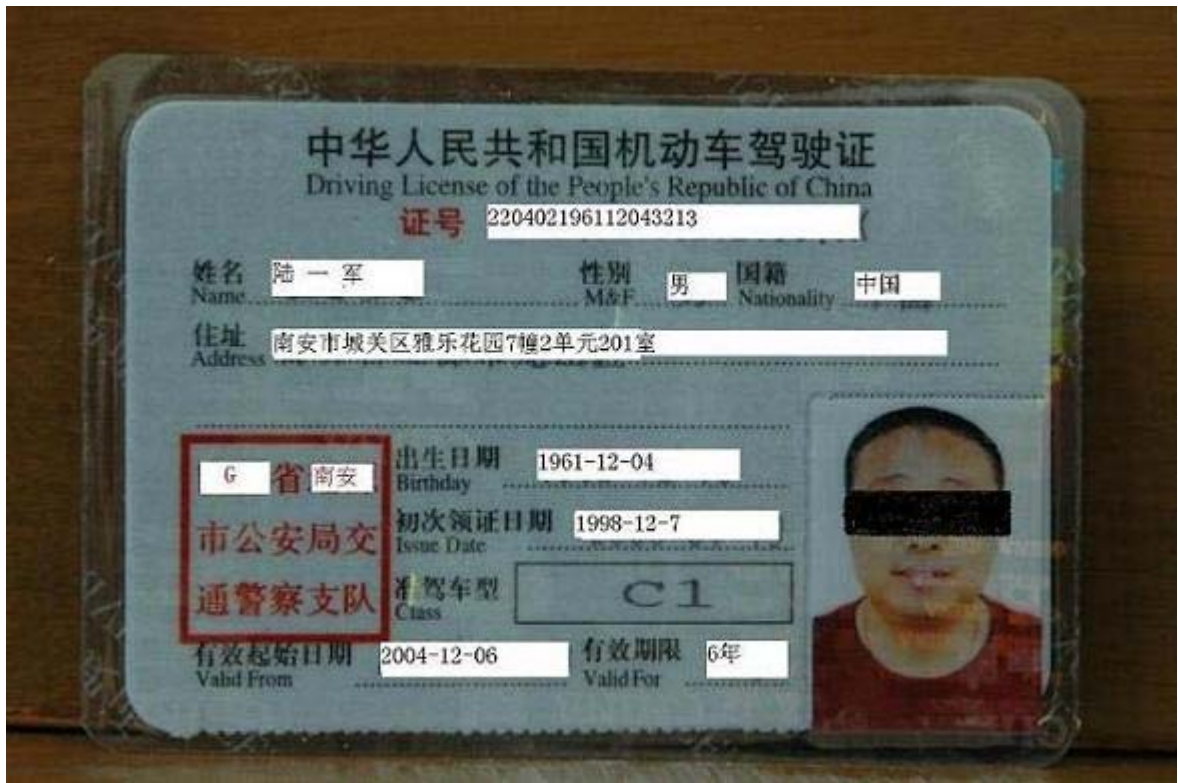 中华人民共和国机动车驾驶证
Driving License of the People's Republic of China
证号 220402196112043213
姓名 陆 一 军 性别 男 国籍 中国
Name M&F Nationality
住址 南安市城关区雅乐花园7幢2单元201室
Address
G 省 南安
市公安局交
通警察支队
出生日期 1961-12-04
Birthday
初次领证日期 1998-12-7
Issue Date
准驾车型 C1
Class
有效起始日期 2004-12-06 有效期限 6年
Valid From Valid For